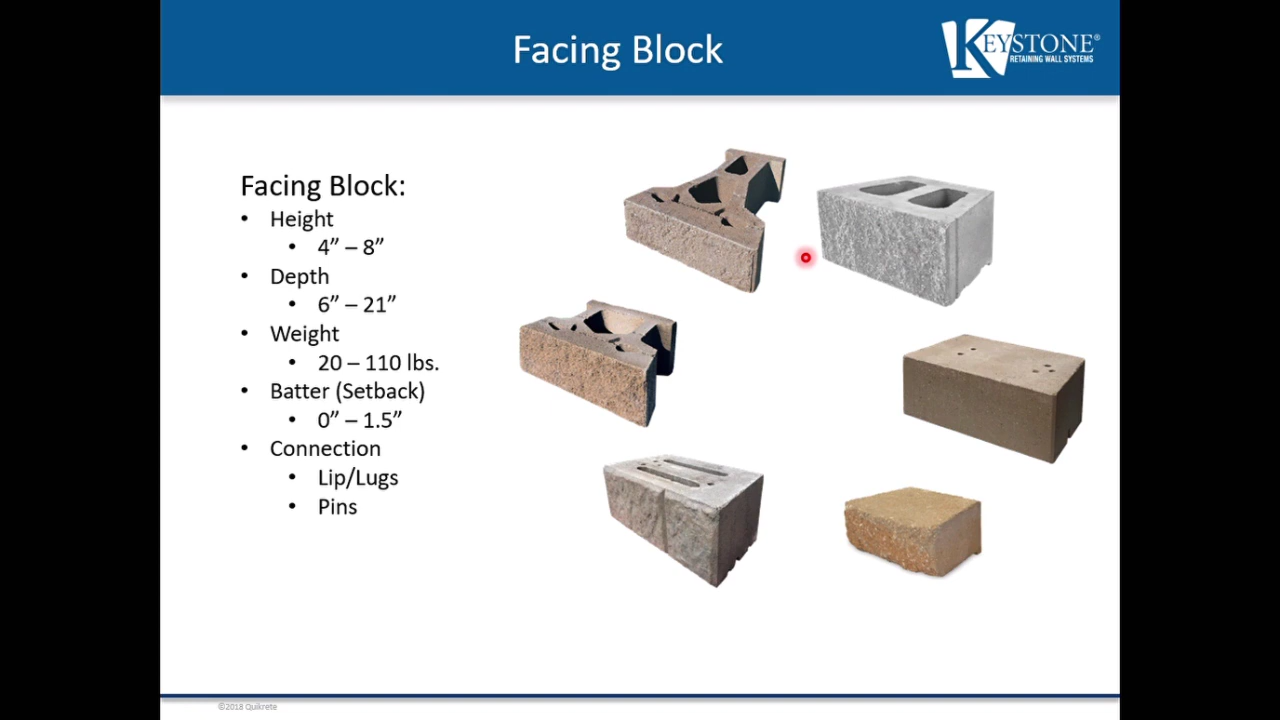 Facing Block
KEYSTONE®
RETAINING WALL SYSTEMS
Facing Block:
• Height
• 4” – 8”
• Depth
• 6” – 21”
• Weight
• 20 – 110 lbs.
• Batter (Setback)
• 0” – 1.5”
• Connection
• Lip/Lugs
• Pins
©2018 Quikrete